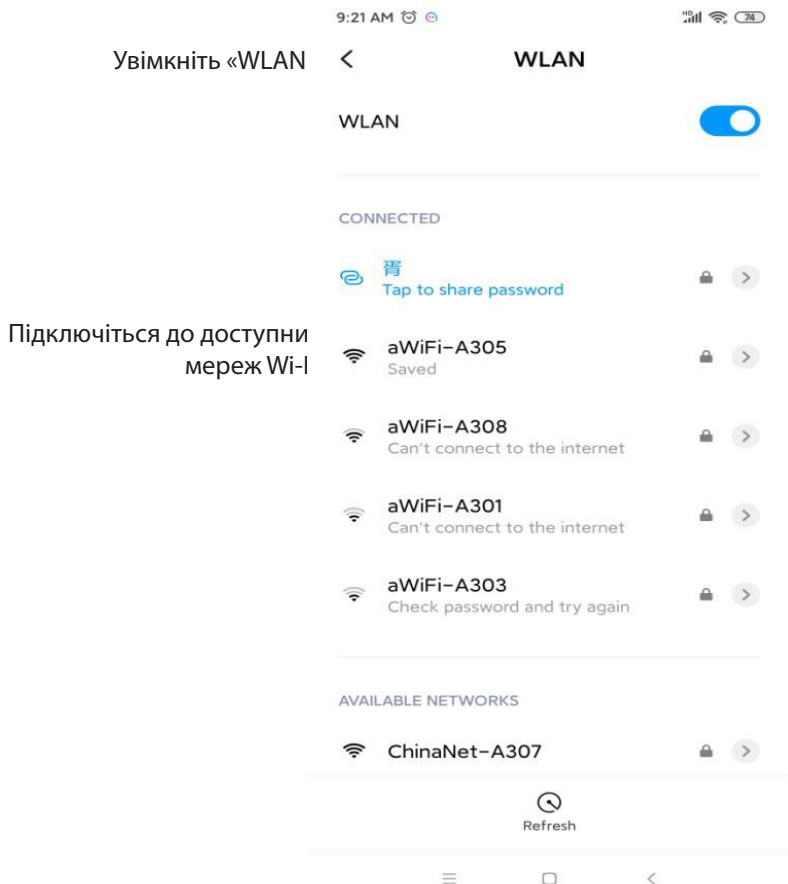 9:21 AM
HD 74
Увімкніть «WLAN
WLAN
WLAN
CONNECTED
胥
Tap to share password
Підключіться до доступни
мереж Wi-
aWiFi-A305
Saved
aWiFi-A308
Can't connect to the internet
aWiFi-A301
Can't connect to the internet
aWiFi-A303
Check password and try again
AVAILABLE NETWORKS
ChinaNet-A307
Refresh